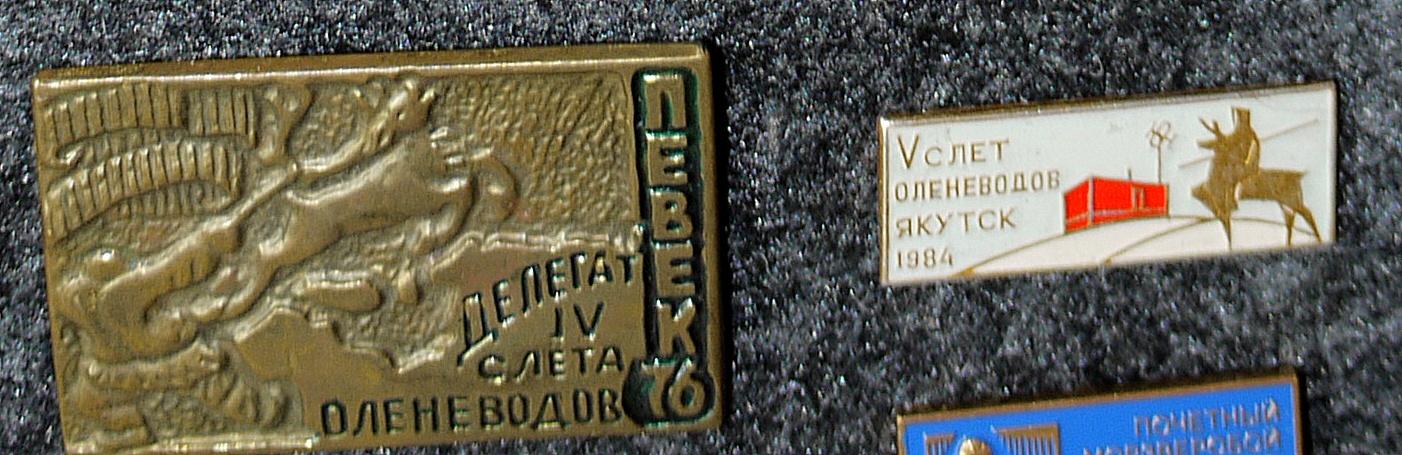 ПЕВЕК
76
ДЕЛЕГАТ
IV
СЛЕТА
ОЛЕНЕВОДОВ
V СЛЕТ
ОЛЕНЕВОДОВ
ЯКУТСК
1984
ПОЧЕТНЫЙ